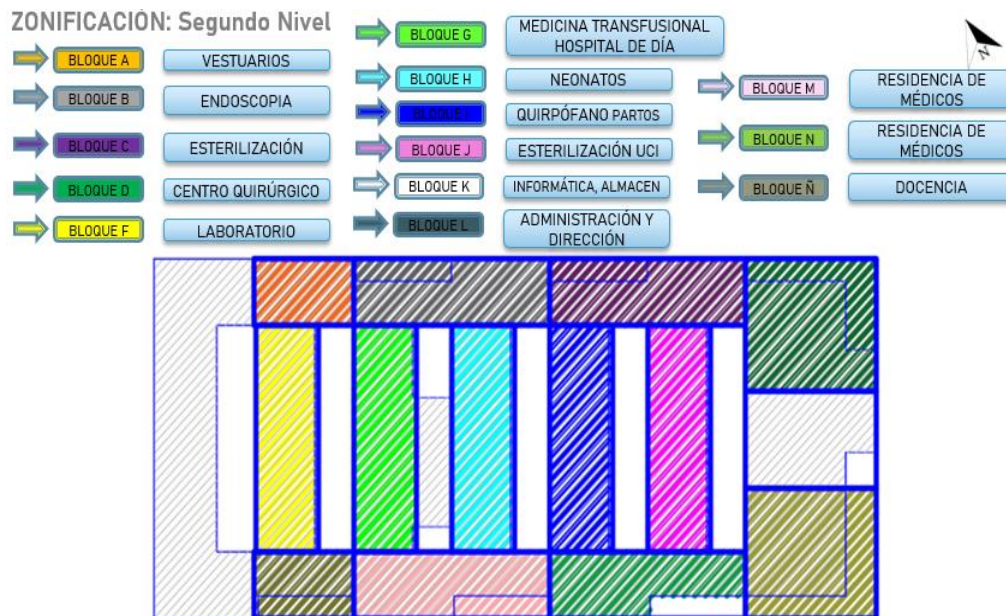 ZONIFICACIÓN: Segundo Nivel
BLOQUE A
VESTUARIOS
BLOQUE B
ENDOSCOPIA
BLOQUE C
ESTERILIZACIÓN
BLOQUE D
CENTRO QUIRÚRGICO
BLOQUE F
LABORATORIO
BLOQUE G
MEDICINA TRANSFUSIONAL
HOSPITAL DE DÍA
BLOQUE H
NEONATOS
BLOQUE I
QUIRPÓFANO PARTOS
BLOQUE J
ESTERILIZACIÓN UCI
BLOQUE K
INFORMÁTICA, ALMACEN
BLOQUE L
ADMINISTRACIÓN Y
DIRECCIÓN
BLOQUE M
RESIDENCIA DE
MÉDICOS
BLOQUE N
RESIDENCIA DE
MÉDICOS
BLOQUE Ñ
DOCENCIA
N